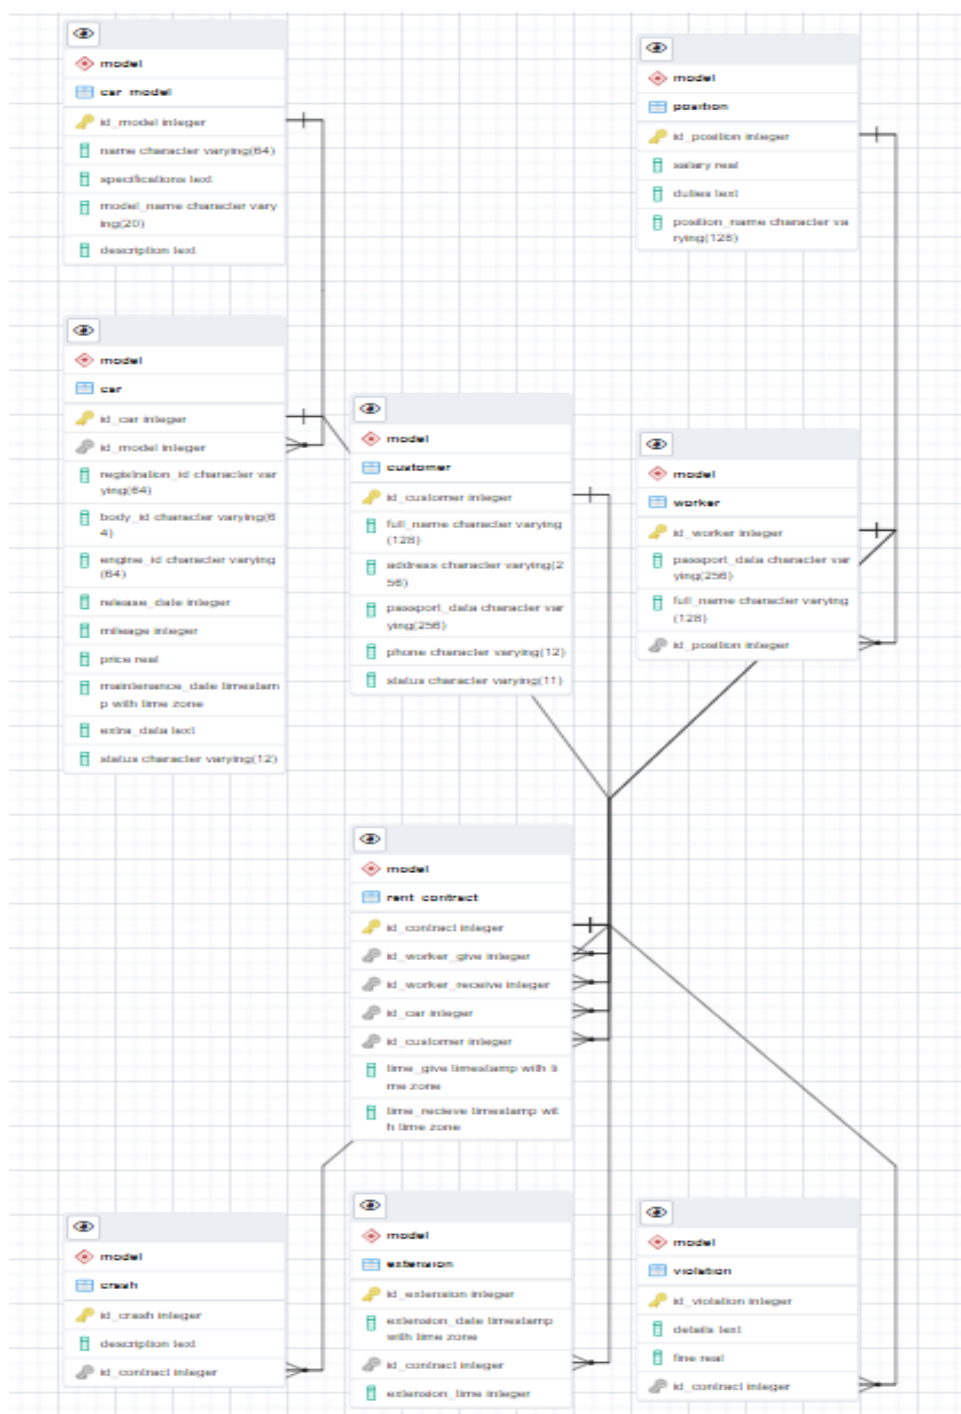 model
car_model
id_model integer
name character varying(64)
specifications text
model_name character vary
ing(20)
description text
model
position
id_position integer
salary real
duties text
position_name character va
rying(128)
model
car
id_car integer
id_model integer
registration_id character var
ying(64)
body_id character varying(6
4)
engine_id character varying
(64)
release_date integer
mileage integer
price real
maintenance_date timestam
p with time zone
extra_data text
status character varying(12)
model
customer
id_customer integer
full_name character varying
(128)
address character varying(2
56)
passport_data character var
ying(256)
phone character varying(12)
status character varying(11)
model
worker
id_worker integer
passport_data character var
ying(256)
full_name character varying
(128)
id_position integer
model
rent_contract
id_contract integer
id_worker_give integer
id_worker_receive integer
id_car integer
id_customer integer
time_give timestamp with ti
me zone
time_recieve timestamp wit
h time zone
model
crash
id_crash integer
description text
id_contract integer
model
extension
id_extension integer
extension_date timestamp
with time zone
id_contract integer
extension_time integer
model
violation
id_violation integer
details text
fine real
id_contract integer